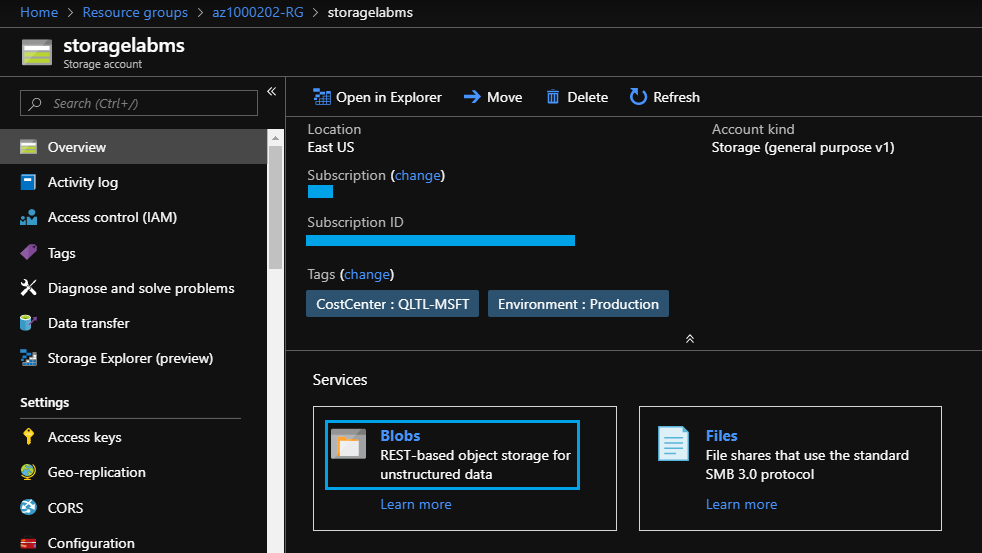 Home > Resource groups > az1000202-RG > storagelabms
storagelabms
Storage account
Search (Ctrl+/)
«
Overview
Activity log
Access control (IAM)
Tags
Diagnose and solve problems
Data transfer
Storage Explorer (preview)
Settings
Access keys
Geo-replication
CORS
Configuration
Open in Explorer
Move
Delete
Refresh
Location
East US
Account kind
Storage (general purpose v1)
Subscription (change)
Subscription ID
Tags (change)
CostCenter : QLTL-MSFT
Environment : Production
Services
Blobs
REST-based object storage for
unstructured data
Learn more
Files
File shares that use the standard
SMB 3.0 protocol
Learn more